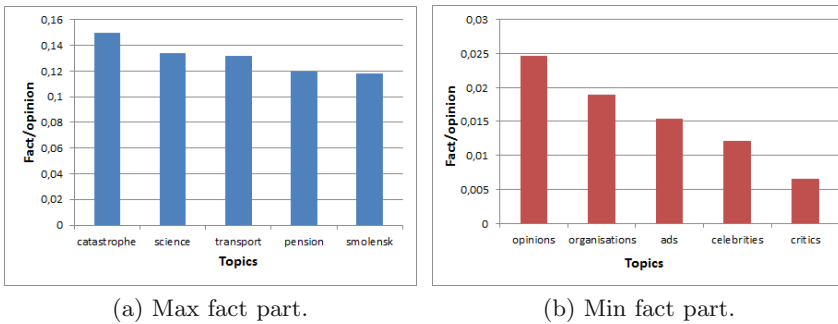 0,16
0,14
0,12
0,1
0,08
0,06
0,04
0,02
0
Fact/opinion
catastrophe science transport pension smolensk
Topics
(a) Max fact part.
0,03
0,025
0,02
0,015
0,01
0,005
0
Fact/opinion
opinions organisations ads celebrities critics
Topics
(b) Min fact part.